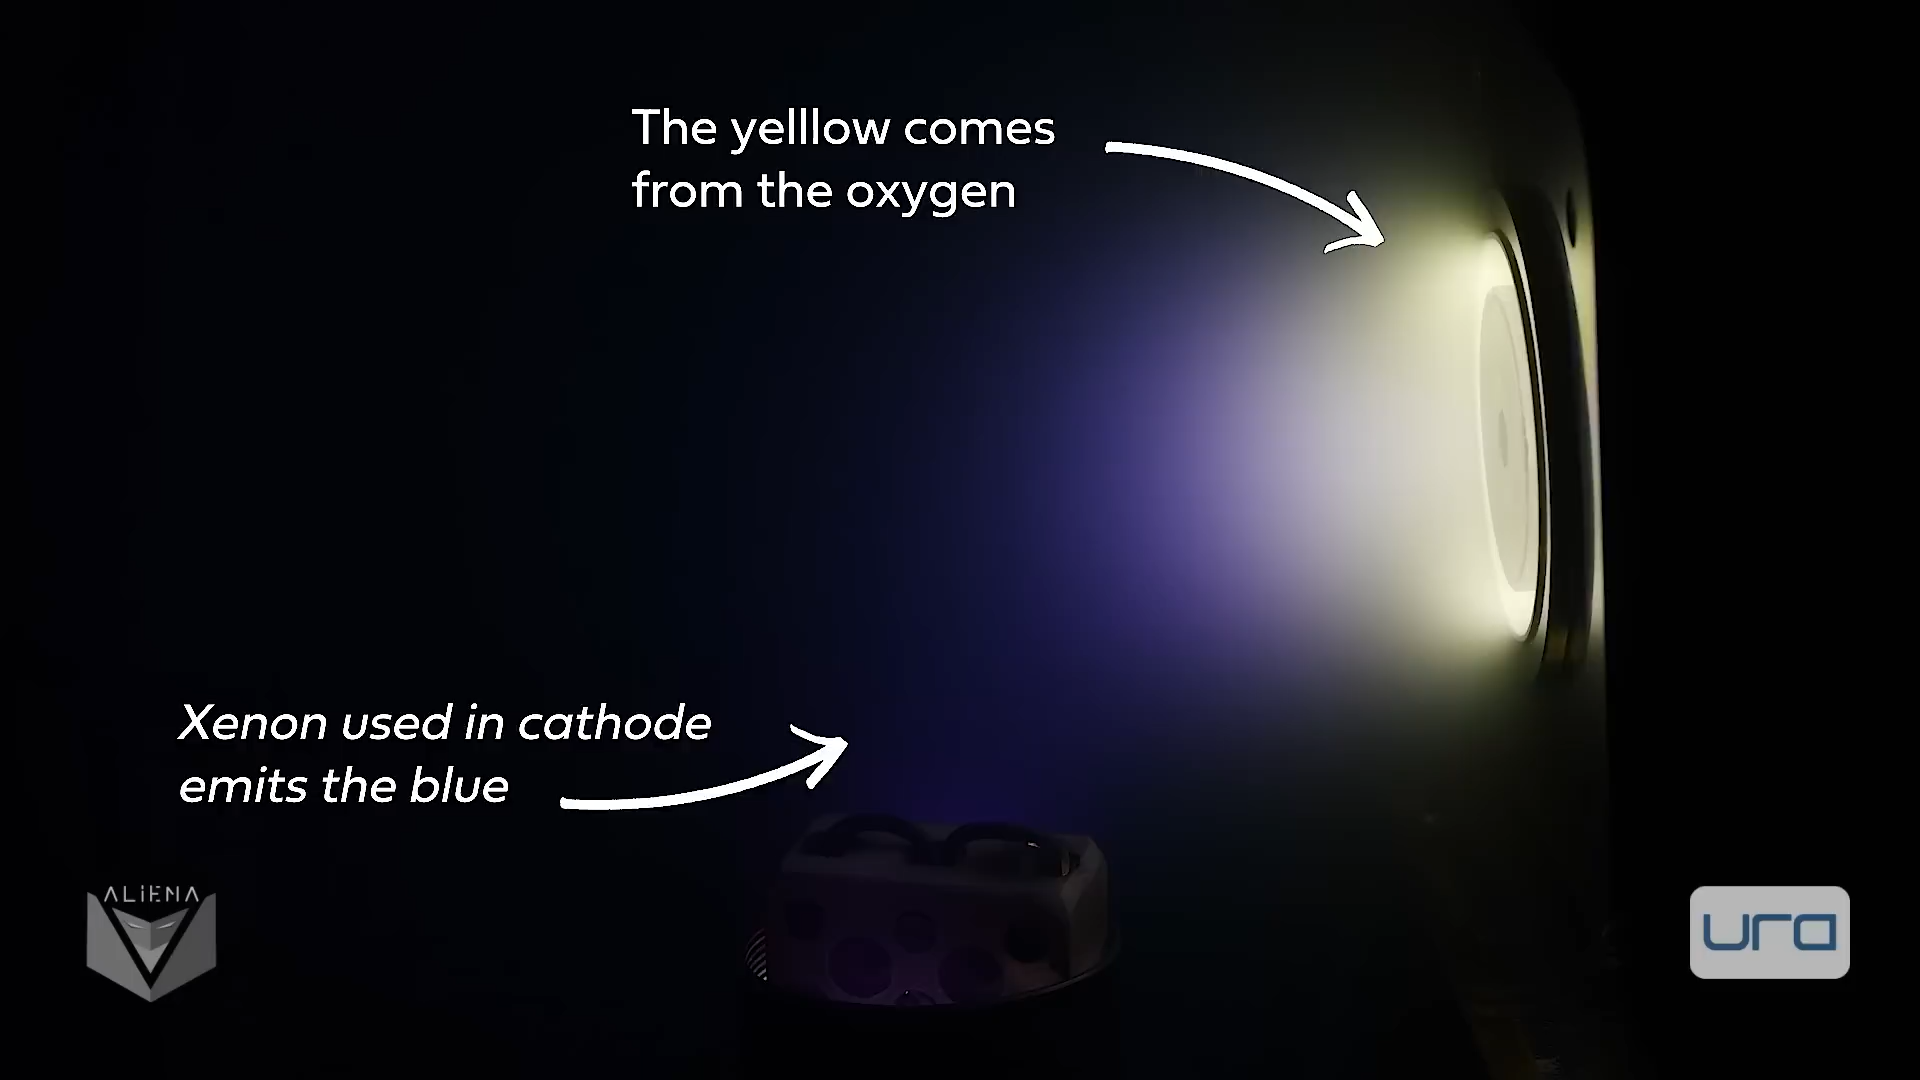 The yelllow comes
from the oxygen
Xenon used in cathode
emits the blue
ALIENA
ura